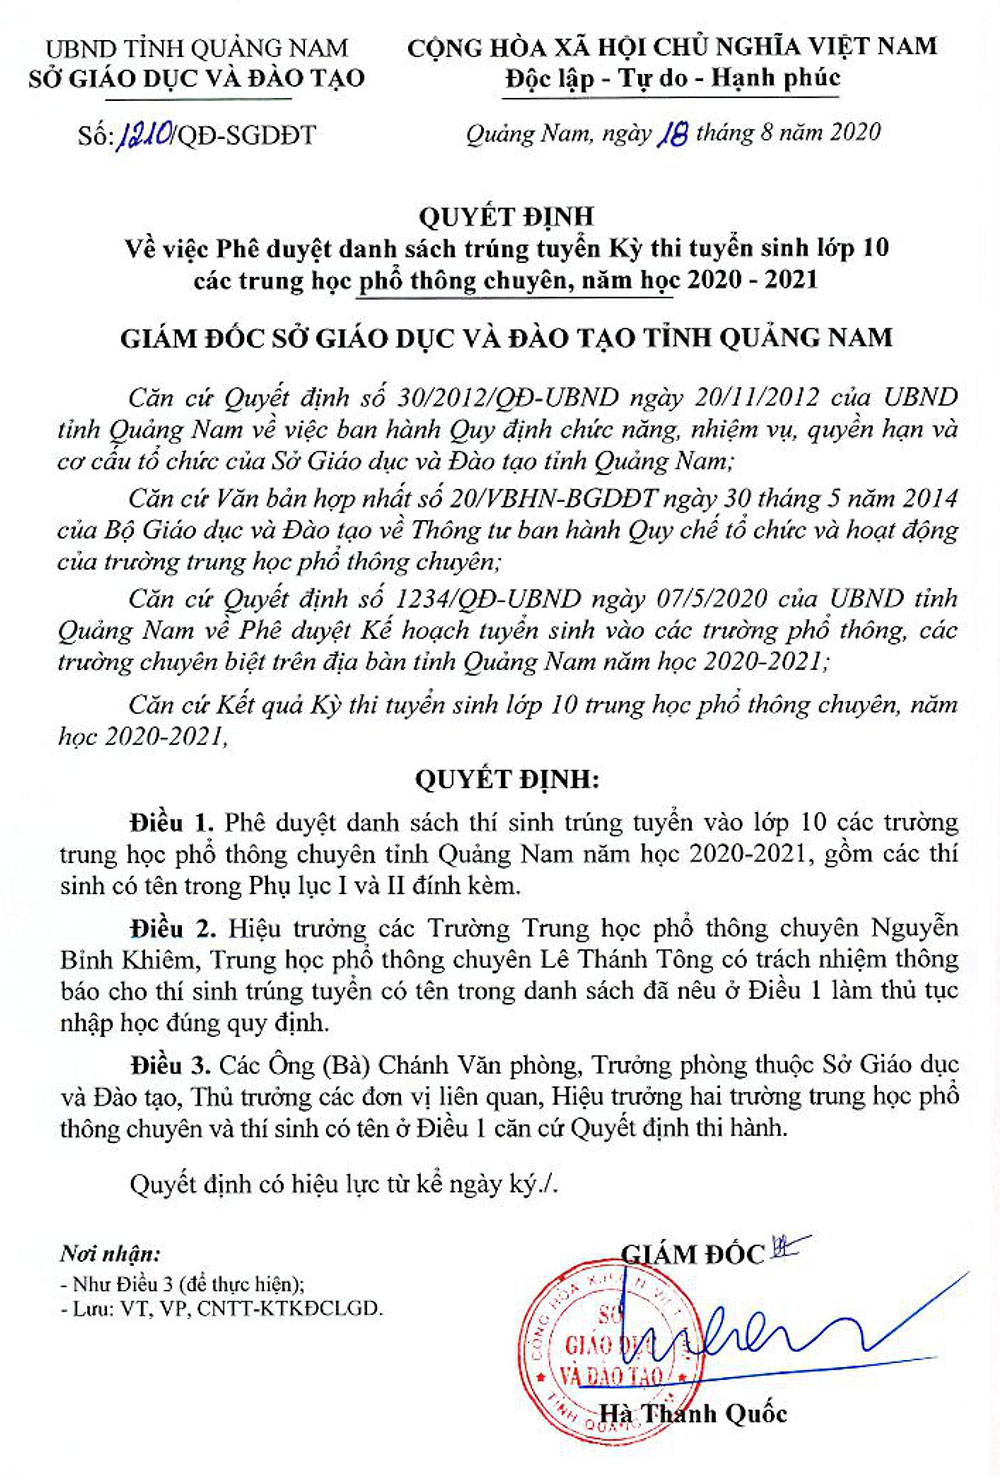 UBND TỈNH QUẢNG NAM
SỞ GIÁO DỤC VÀ ĐÀO TẠO
CỘNG HÒA XÃ HỘI CHỦ NGHĨA VIỆT NAM
Độc lập - Tự do - Hạnh phúc
Số: 1210/QĐ-SGDĐT
Quảng Nam, ngày 18 tháng 8 năm 2020
QUYẾT ĐỊNH
Về việc Phê duyệt danh sách trúng tuyển Kỳ thi tuyển sinh lớp 10
các trung học phổ thông chuyên, năm học 2020 - 2021
GIÁM ĐỐC SỞ GIÁO DỤC VÀ ĐÀO TẠO TỈNH QUẢNG NAM
Căn cứ Quyết định số 30/2012/QĐ-UBND ngày 20/11/2012 của UBND
tỉnh Quảng Nam về việc ban hành Quy định chức năng, nhiệm vụ, quyền hạn và
cơ cấu tổ chức của Sở Giáo dục và Đào tạo tỉnh Quảng Nam;
Căn cứ Văn bản hợp nhất số 20/VBHN-BGDĐT ngày 30 tháng 5 năm 2014
của Bộ Giáo dục và Đào tạo về Thông tư ban hành Quy chế tổ chức và hoạt động
của trường trung học phổ thông chuyên;
Căn cứ Quyết định số 1234/QĐ-UBND ngày 07/5/2020 của UBND tỉnh
Quảng Nam về Phê duyệt Kế hoạch tuyển sinh vào các trường phổ thông, các
trường chuyên biệt trên địa bàn tỉnh Quảng Nam năm học 2020-2021;
Căn cứ Kết quả Kỳ thi tuyển sinh lớp 10 trung học phổ thông chuyên, năm
học 2020-2021,
QUYẾT ĐỊNH:
Điều 1. Phê duyệt danh sách thí sinh trúng tuyển vào lớp 10 các trường
trung học phổ thông chuyên tỉnh Quảng Nam năm học 2020-2021, gồm các thí
sinh có tên trong Phụ lục I và II đính kèm.
Điều 2. Hiệu trưởng các Trường Trung học phổ thông chuyên Nguyễn
Bỉnh Khiêm, Trung học phổ thông chuyên Lê Thánh Tông có trách nhiệm thông
báo cho thí sinh trúng tuyển có tên trong danh sách đã nêu ở Điều 1 làm thủ tục
nhập học đúng quy định.
Điều 3. Các Ông (Bà) Chánh Văn phòng, Trưởng phòng thuộc Sở Giáo dục
và Đào tạo, Thủ trưởng các đơn vị liên quan, Hiệu trưởng hai trường trung học phổ
thông chuyên và thí sinh có tên ở Điều 1 căn cứ Quyết định thi hành.
Quyết định có hiệu lực từ kể ngày ký./.
Nơi nhận:
- Như Điều 3 (để thực hiện);
- Lưu: VT, VP, CNTT-KTKĐCLGD.
GIÁM ĐỐC
SỞ
GIÁO DỤC
VÀ ĐÀO TẠO
TỈNH QUẢNG NAM
Hà Thanh Quốc